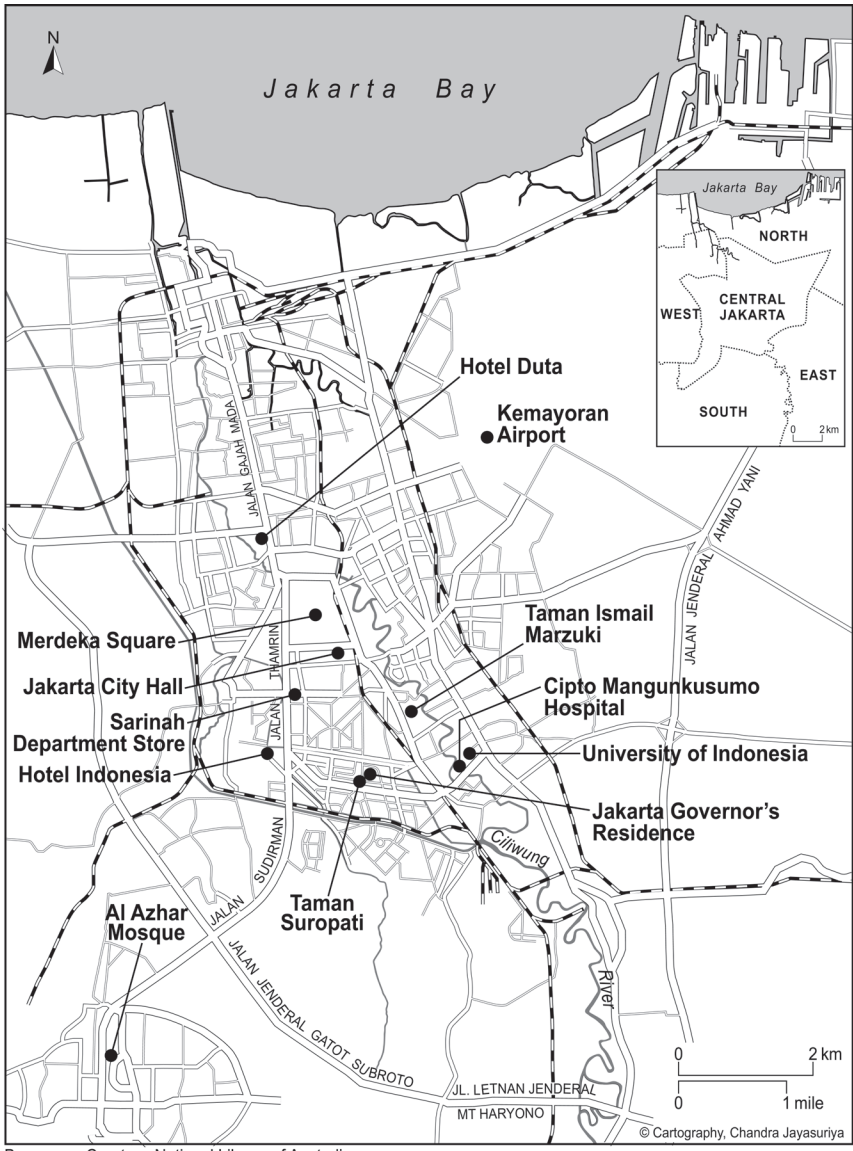 N
Jakarta Bay
Jakarta Bay
NORTH
WEST
CENTRAL
JAKARTA
EAST
SOUTH
0 2 km
Hotel Duta
Kemayoran
Airport
JALAN GAJAH MADA
JALAN JENDERAL AHMAD YANI
Taman Ismail
Marzuki
Merdeka Square
JALAN THAMRIN
Jakarta City Hall
Cipto Mangunkusumo
Hospital
Sarinah
Department Store
University of Indonesia
Hotel Indonesia
Jakarta Governor's
Residence
Ciliwung
River
JALAN SUDIRMAN
Taman
Suropati
Al Azhar
Mosque
JALAN JENDERAL GATOT SUBROTO
JL. LETNAN JENDERAL
MT HARYONO
0 2 km
0 1 mile
© Cartography, Chandra Jayasuriya